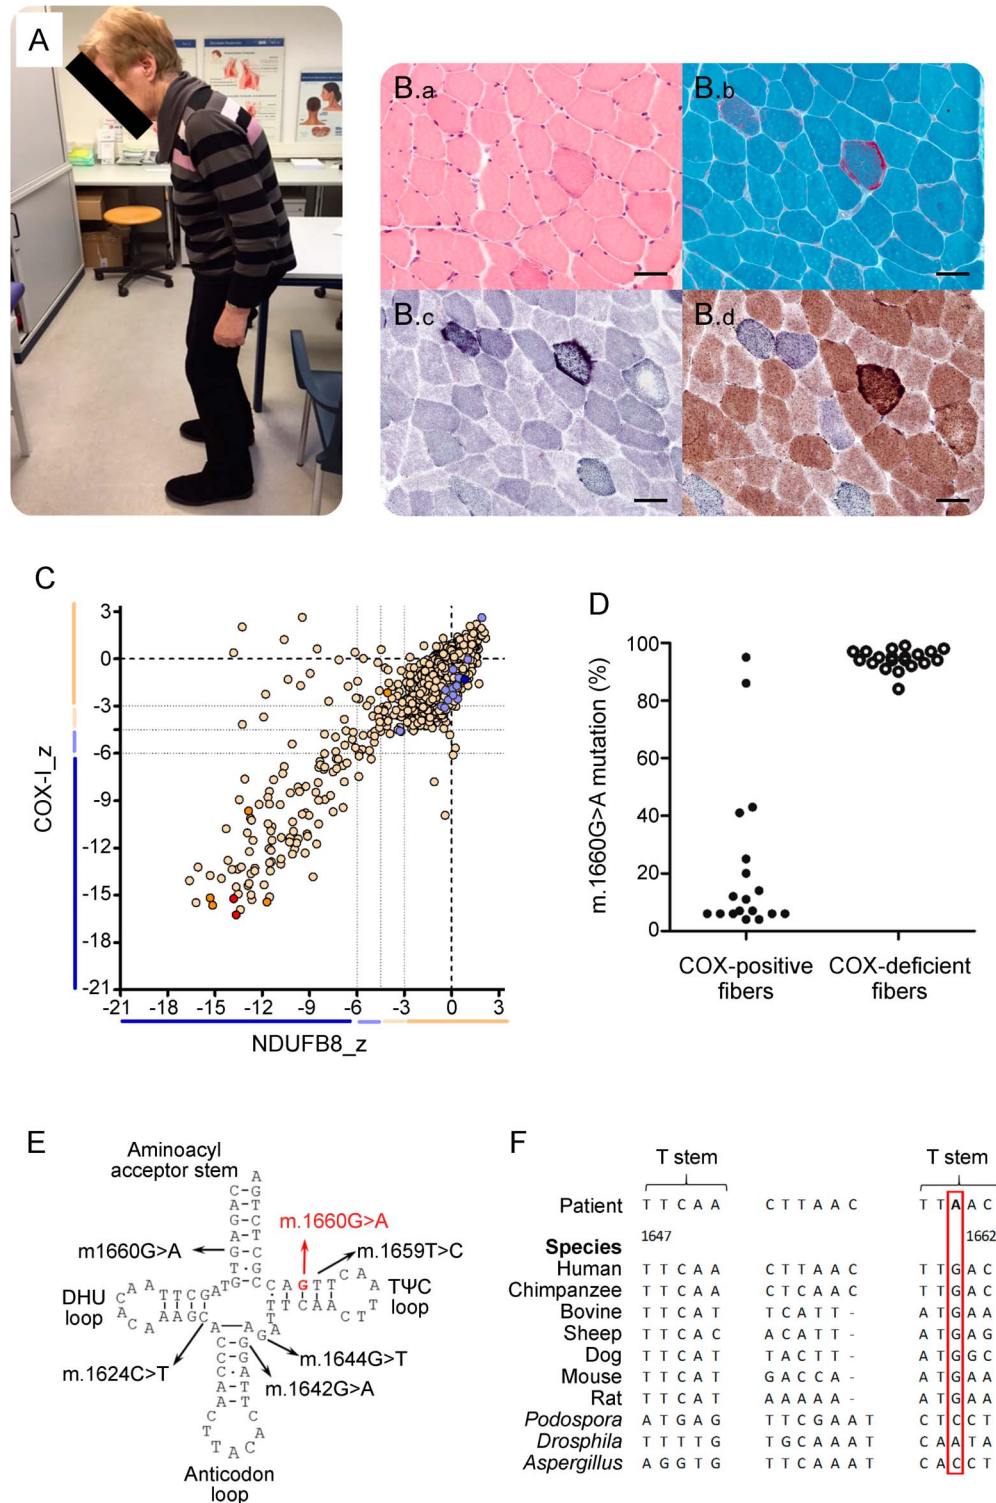 A
B.a
B.b
B.c
B.d
C
3
0
-3
-6
-9
-12
-15
-18
-21
COX-I_z
-21 -18 -15 -12 -9 -6 -3 0 3
NDUFB8_z
D
100
80
60
40
20
0
m.1660G>A mutation (%)
COX-positive
fibers
COX-deficient
fibers
E
Aminoacyl
acceptor stem
m.1660G>A
m1660G>A
m.1659T>C
DHU
loop
TΨC
loop
m.1624C>T
m.1644G>T
m.1642G>A
Anticodon
loop
F
T stem T stem
Patient T T C A A C T T A A C T T A A C
1647 1662
Species
Human T T C A A C T T A A C T T G A C
Chimpanzee T T C A A C T C A A C T T G A C
Bovine T T C A T T C A T T - A T G A A
Sheep T T C A C A C A T T - A T G A G
Dog T T C A T T A C T T - A T G G C
Mouse T T C A T G A C C A - A T G A A
Rat T T C A T A A A A A - A T G A A
Podospora A T G A G T T C G A A T C T C C T
Drosphila T T T T G T G C A A A T C A A T A
Aspergillus A G G T G T T C A A A T C A C C T